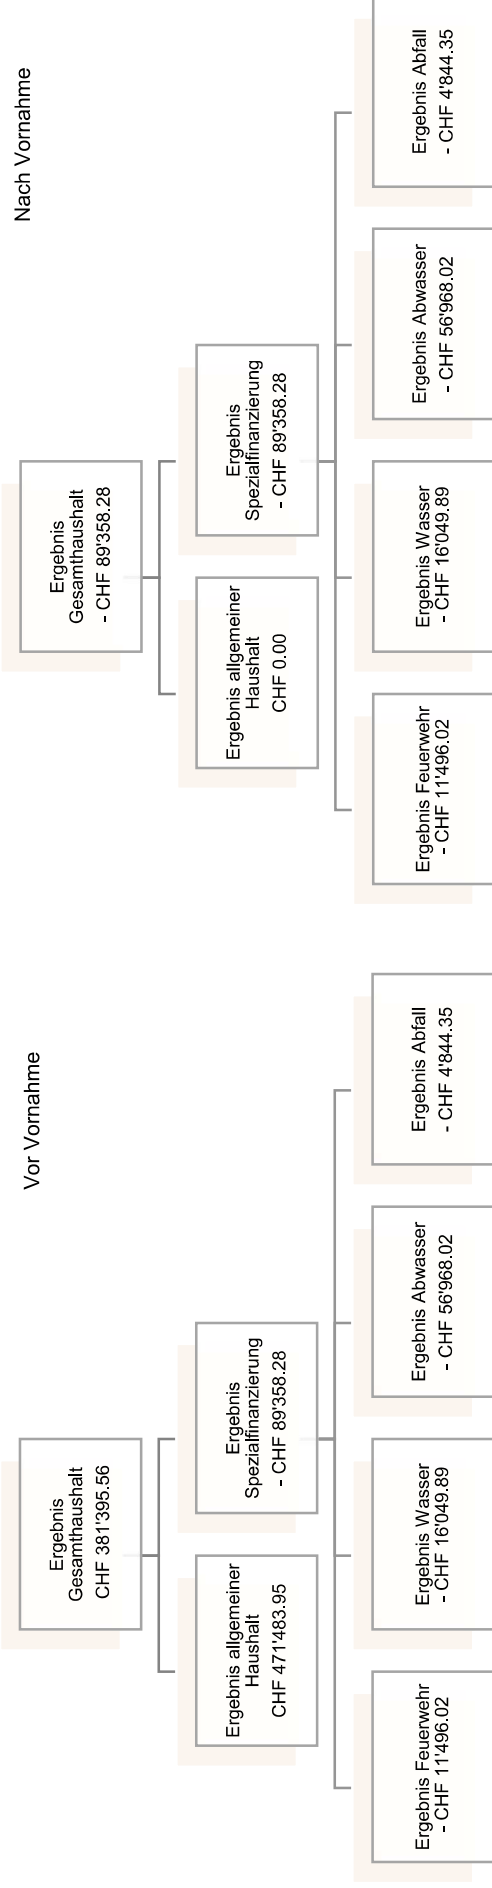 Vor Vornahme
Ergebnis
Gesamthaushalt
CHF 381'395.56
Ergebnis allgemeiner
Haushalt
CHF 471'483.95
Ergebnis
Spezialfinanzierung
- CHF 89'358.28
Ergebnis Feuerwehr
- CHF 11'496.02
Ergebnis Wasser
- CHF 16'049.89
Ergebnis Abwasser
- CHF 56'968.02
Ergebnis Abfall
- CHF 4'844.35
Nach Vornahme
Ergebnis
Gesamthaushalt
- CHF 89'358.28
Ergebnis allgemeiner
Haushalt
CHF 0.00
Ergebnis
Spezialfinanzierung
- CHF 89'358.28
Ergebnis Feuerwehr
- CHF 11'496.02
Ergebnis Wasser
- CHF 16'049.89
Ergebnis Abwasser
- CHF 56'968.02
Ergebnis Abfall
- CHF 4'844.35